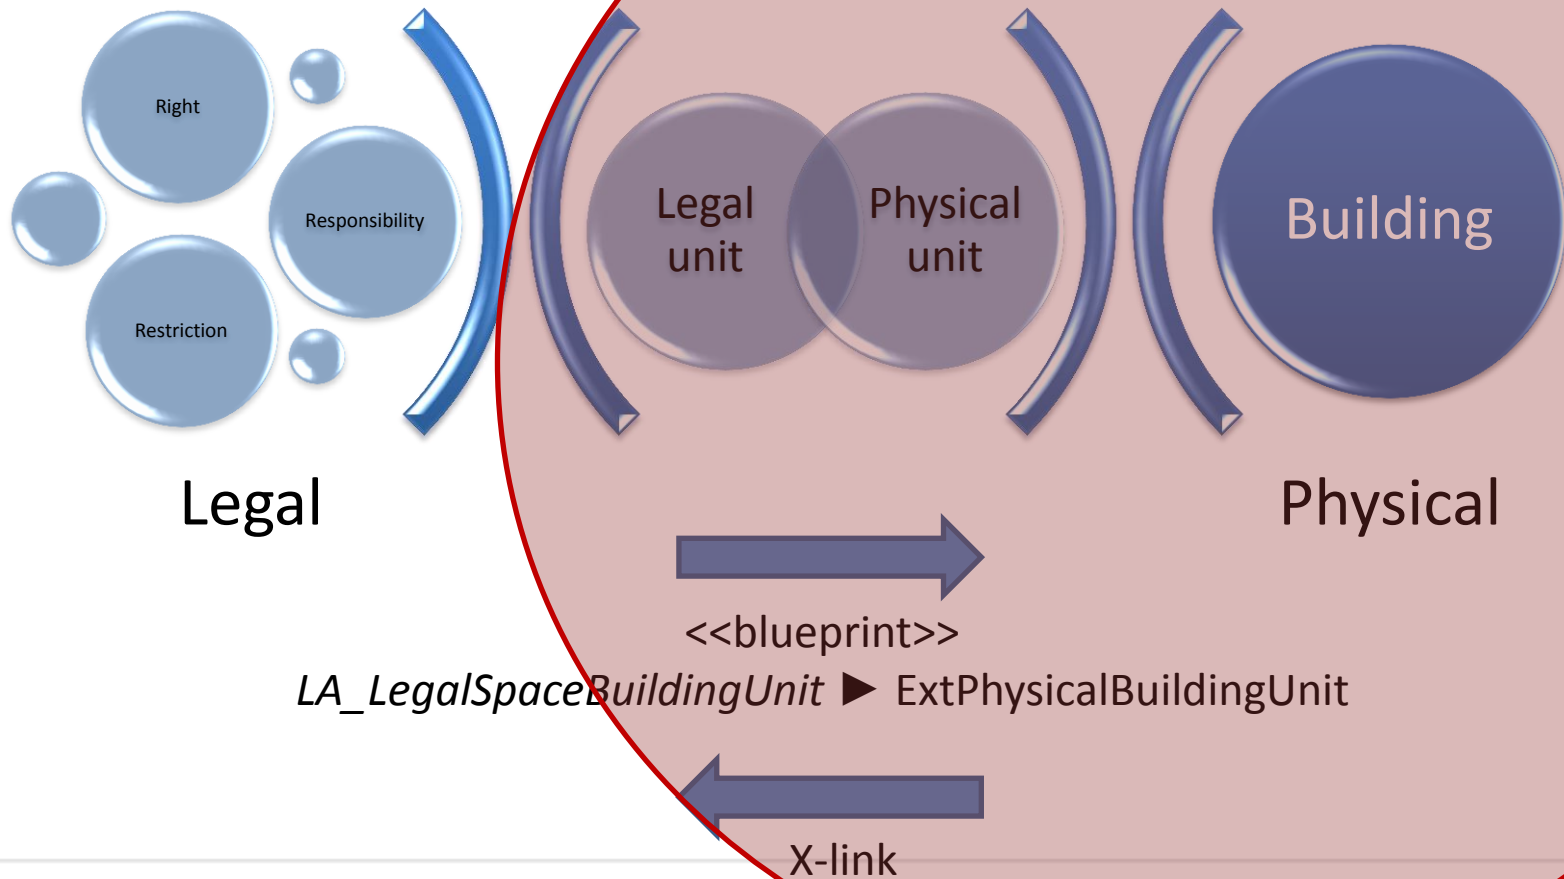 Right
Responsibility
Restriction
Legal
unit
Physical
unit
Building
Legal
Physical
<<blueprint>>
LA_LegalSpaceBuildingUnit ► ExtPhysicalBuildingUnit
X-link